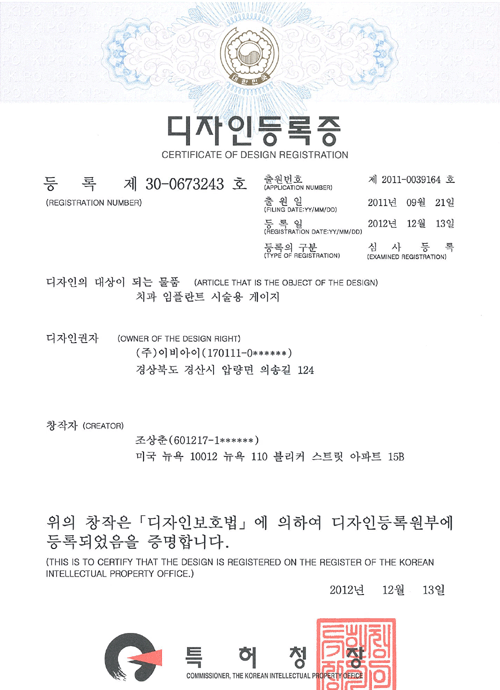 대한민국
디자인등록증
CERTIFICATE OF DESIGN REGISTRATION
등 록 제 30-0673243 호
(REGISTRATION NUMBER)
출원번호 제 2011-0039164 호
(APPLICATION NUMBER)
출 원 일 2011년 09월 21일
(FILING DATE:YY/MM/DD)
등 록 일 2012년 12월 13일
(REGISTRATION DATE:YY/MM/DD)
등록의 구분 심 사 등 록
(TYPE OF REGISTRATION) (EXAMINED REGISTRATION)
디자인의 대상이 되는 물품 (ARTICLE THAT IS THE OBJECT OF THE DESIGN)
치과 임플란트 시술용 게이지
디자인권자 (OWNER OF THE DESIGN RIGHT)
(주)이비아이(170111-0******)
경상북도 경산시 압량면 의송길 124
창작자 (CREATOR)
조상춘(601217-1******)
미국 뉴욕 10012 뉴욕 110 블리커 스트릿 아파트 15B
위의 창작은 「디자인보호법」에 의하여 디자인등록원부에
등록되었음을 증명합니다.
(THIS IS TO CERTIFY THAT THE DESIGN IS REGISTERED ON THE REGISTER OF THE KOREAN
INTELLECTUAL PROPERTY OFFICE.)
2012년 12월 13일
특 허 청 장
COMMISSIONER, THE KOREAN INTELLECTUAL PROPERTY OFFICE